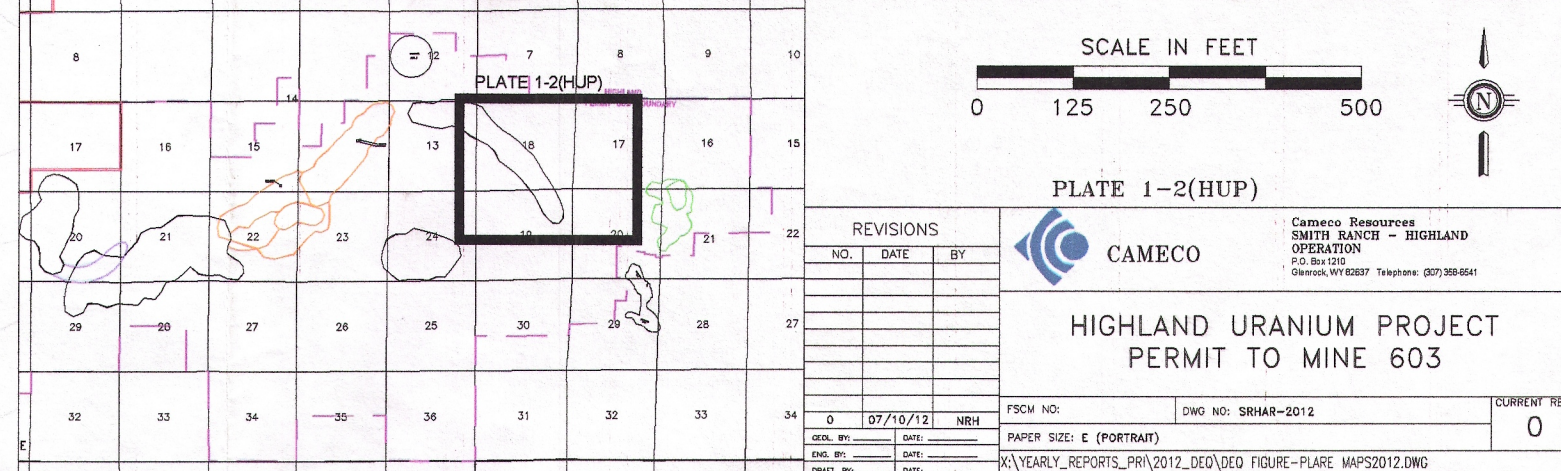 8
12
7
8
9
10
PLATE 1-2(HUP)
HIGHLAND
14
17
16
15
13
18
17
16
15
20
21
22
23
24
19
20
21
22
29
28
27
26
25
30
29
28
27
32
33
34
35
36
31
32
33
34
E
SCALE IN FEET
0 125 250 500
N
PLATE 1-2(HUP)
REVISIONS
NO. DATE BY
0 07/10/12 NRH
GEOL. BY: DATE:
ENG. BY: DATE:
DRAFT. BY: DATE:
CAMECO
Cameco Resources
SMITH RANCH - HIGHLAND
OPERATION
P.O. Box 1210
Glenrock, WY 82637 Telephone: (307) 358-6541
HIGHLAND URANIUM PROJECT
PERMIT TO MINE 603
FSCM NO:
DWG NO: SRHAR-2012
CURRENT RE
0
PAPER SIZE: E (PORTRAIT)
X:\YEARLY_REPORTS_PRI\2012_DEQ\DEQ FIGURE-PLARE MAPS2012.DWG